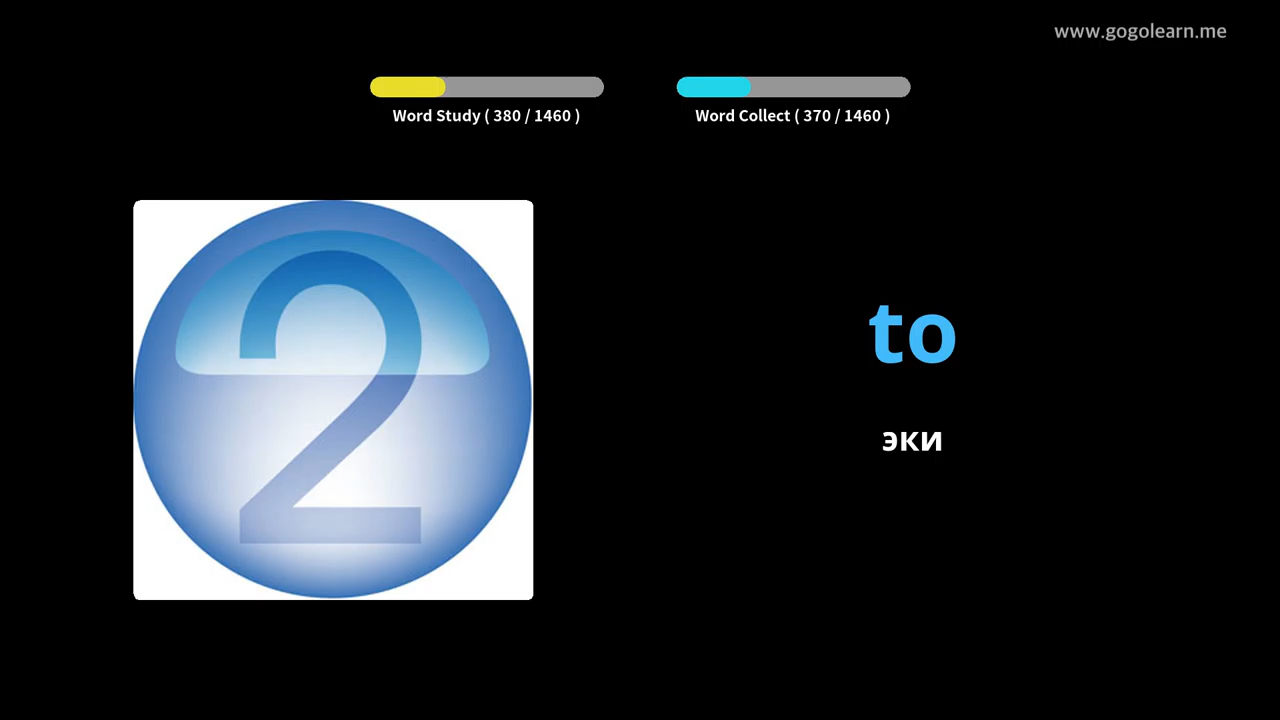 www.gogolearn.me
Word Study ( 380 / 1460 )
Word Collect ( 370 / 1460 )
2
to
эки